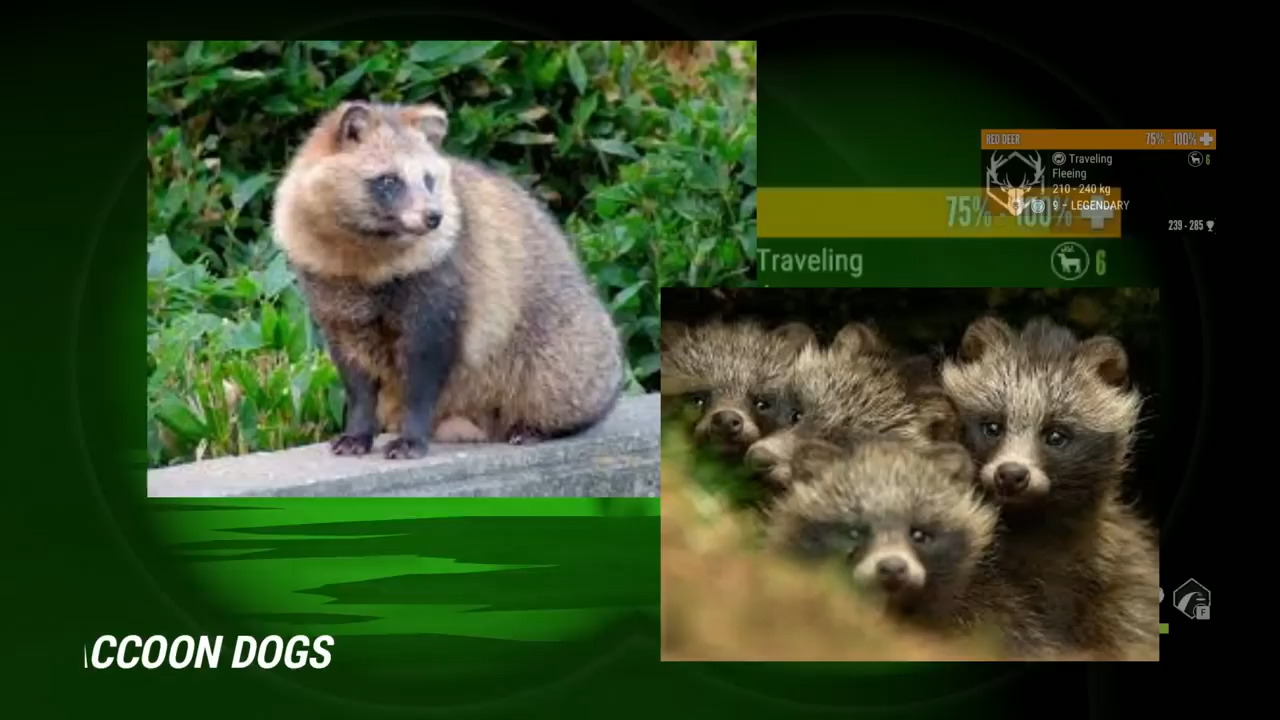 RED DEER 75% - 100%
Traveling 6
Fleeing
210 - 240 kg
9 - LEGENDARY
239 - 285
75% - 100%
Traveling 6
F
CCOON DOGS